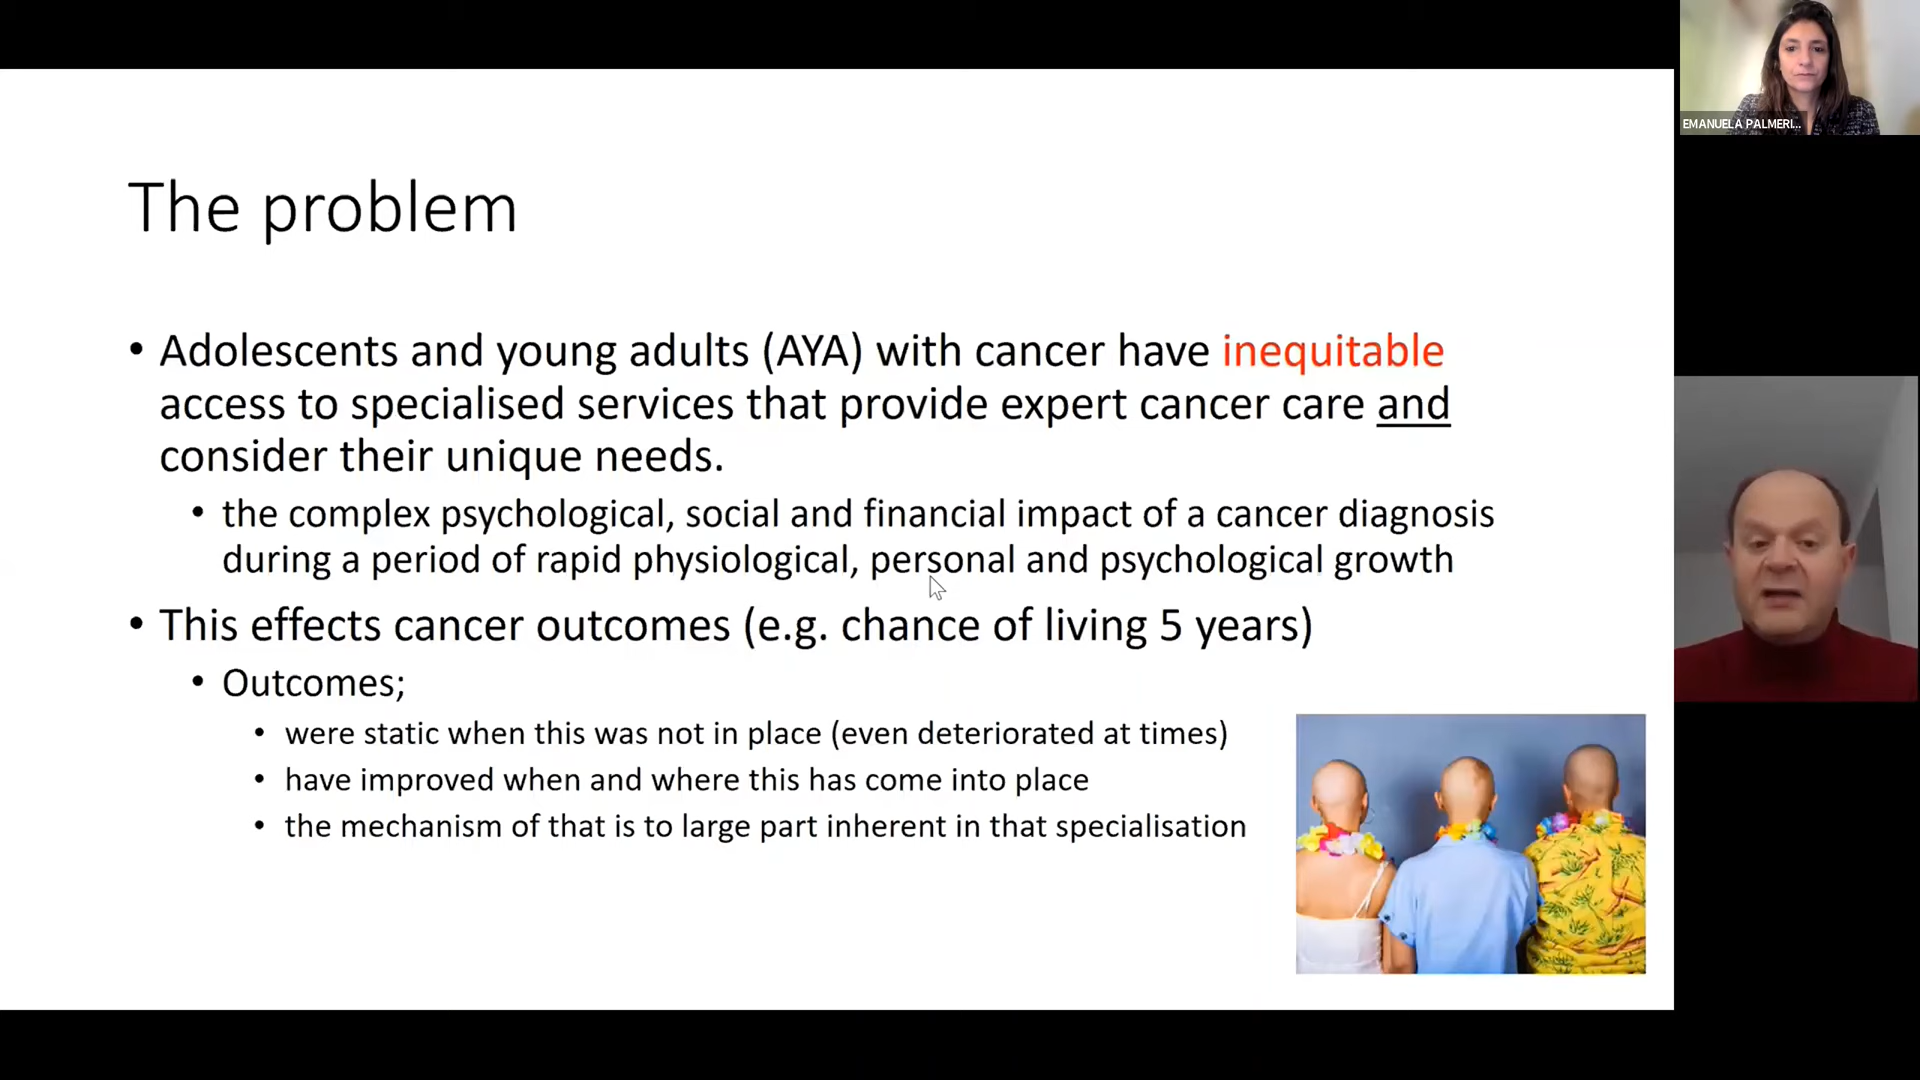 The problem
• Adolescents and young adults (AYA) with cancer have inequitable
access to specialised services that provide expert cancer care and
consider their unique needs.
• the complex psychological, social and financial impact of a cancer diagnosis
during a period of rapid physiological, personal and psychological growth
• This effects cancer outcomes (e.g. chance of living 5 years)
• Outcomes;
• were static when this was not in place (even deteriorated at times)
• have improved when and where this has come into place
• the mechanism of that is to large part inherent in that specialisation
EMANUELA PALMERI...